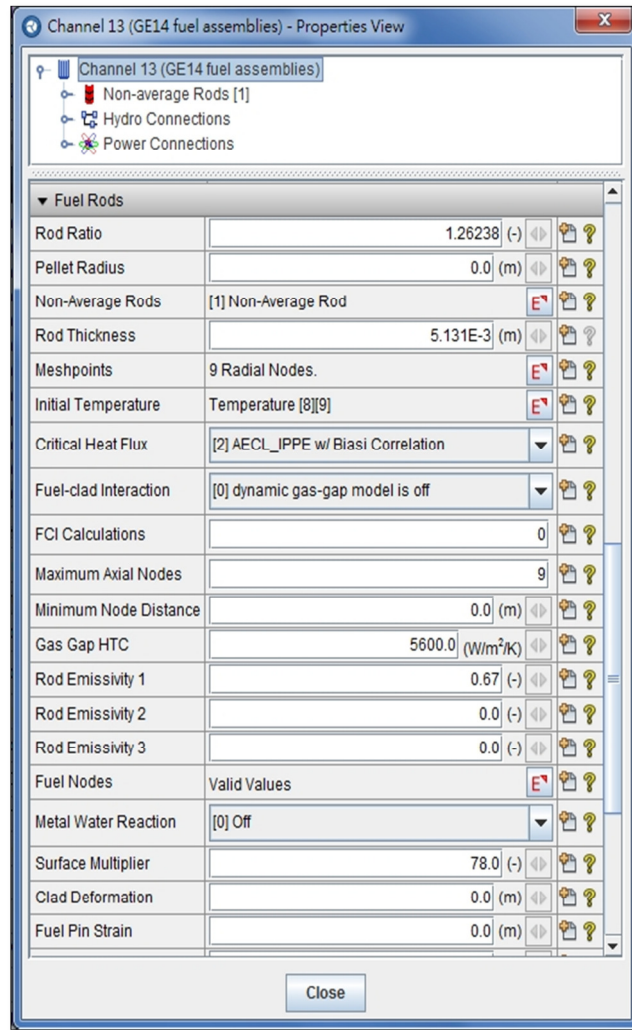 Channel 13 (GE14 fuel assemblies) - Properties View
Channel 13 (GE14 fuel assemblies)
Non-average Rods [1]
Hydro Connections
Power Connections
Fuel Rods
Rod Ratio 1.26238 (-)
Pellet Radius 0.0 (m)
Non-Average Rods [1] Non-Average Rod E
Rod Thickness 5.131E-3 (m)
Meshpoints 9 Radial Nodes. E
Initial Temperature Temperature [8][9] E
Critical Heat Flux [2] AECL_IPPE w/ Biasi Correlation
Fuel-clad Interaction [0] dynamic gas-gap model is off
FCI Calculations 0
Maximum Axial Nodes 9
Minimum Node Distance 0.0 (m)
Gas Gap HTC 5600.0 (W/m²/K)
Rod Emissivity 1 0.67 (-)
Rod Emissivity 2 0.0 (-)
Rod Emissivity 3 0.0 (-)
Fuel Nodes Valid Values E
Metal Water Reaction [0] Off
Surface Multiplier 78.0 (-)
Clad Deformation 0.0 (m)
Fuel Pin Strain 0.0 (m)
Close